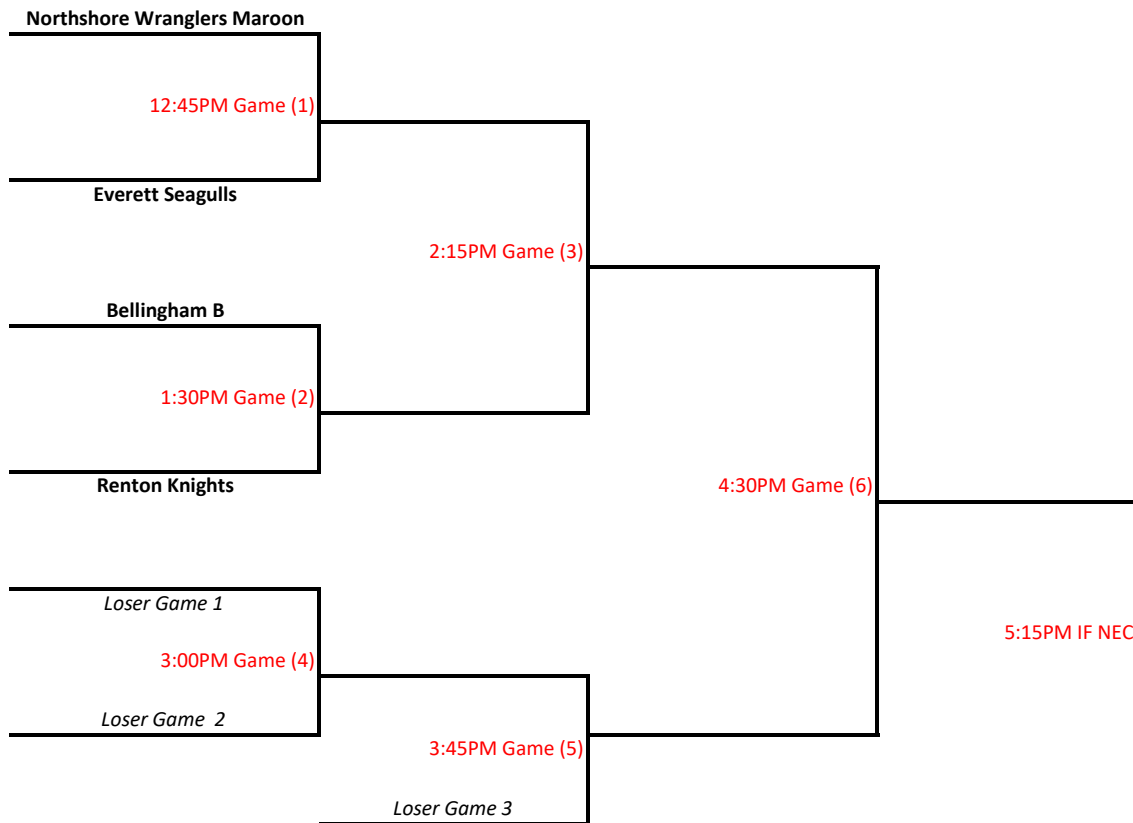 Northshore Wranglers Maroon
12:45PM Game (1)
Everett Seagulls
2:15PM Game (3)
Bellingham B
1:30PM Game (2)
Renton Knights
4:30PM Game (6)
Loser Game 1
5:15PM IF NEC
3:00PM Game (4)
Loser Game 2
3:45PM Game (5)
Loser Game 3